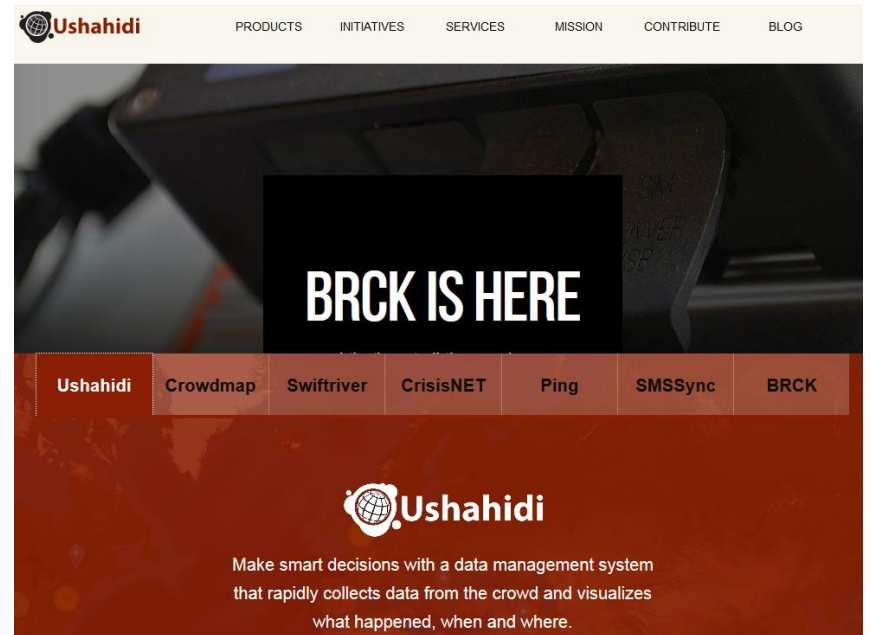 Ushahidi
PRODUCTS INITIATIVES SERVICES MISSION CONTRIBUTE BLOG
BRCK IS HERE
Ushahidi Crowdmap Swiftriver CrisisNET Ping SMSSync BRCK
Ushahidi
Make smart decisions with a data management system
that rapidly collects data from the crowd and visualizes
what happened, when and where.